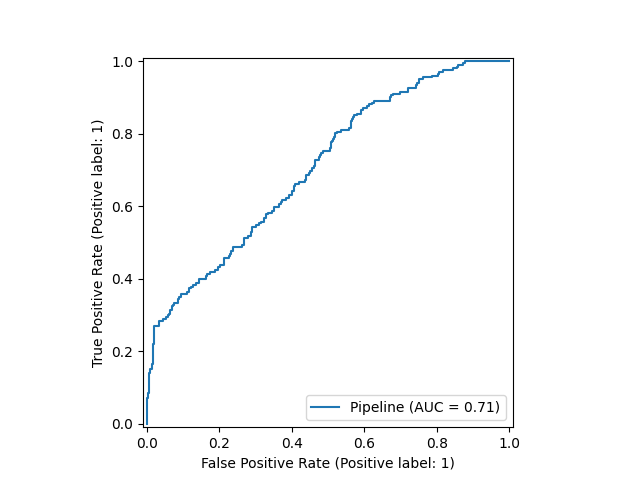 1.0
0.8
0.6
0.4
0.2
0.0
True Positive Rate (Positive label: 1)
Pipeline (AUC = 0.71)
0.0 0.2 0.4 0.6 0.8 1.0
False Positive Rate (Positive label: 1)